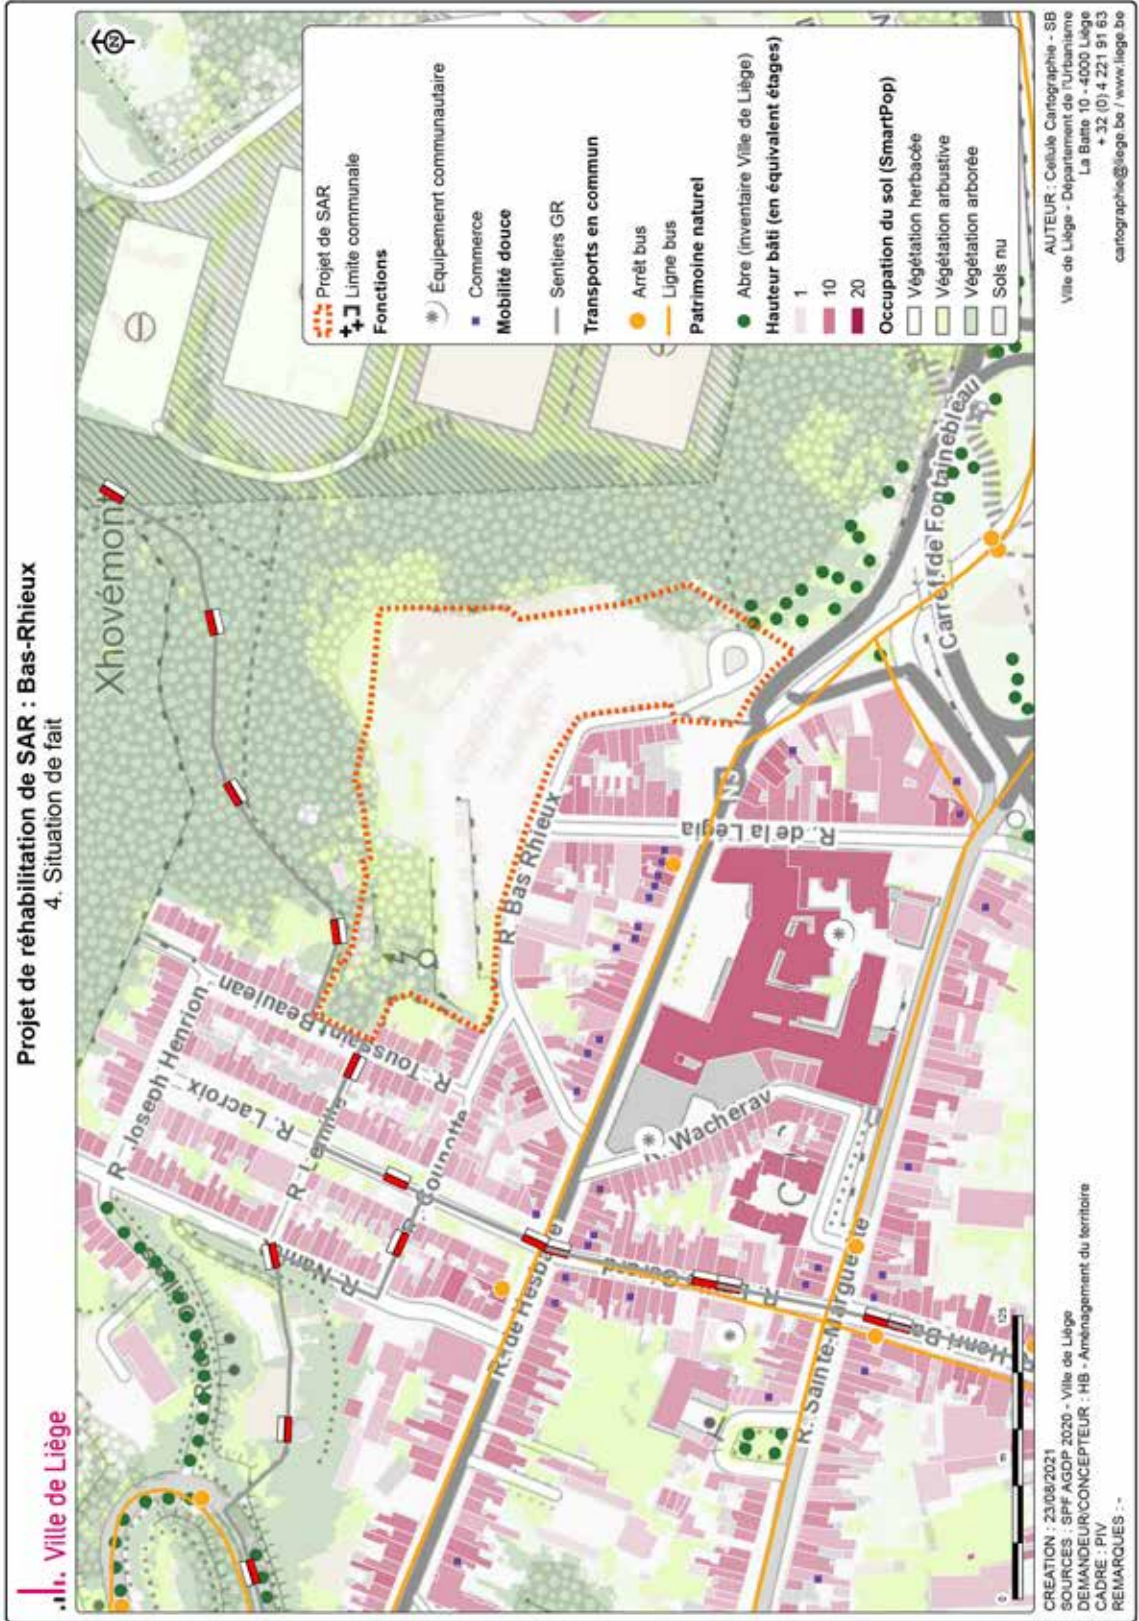 Ville de Liège
Projet de réhabilitation de SAR : Bas-Rhieux
4. Situation de fait
Xhovémont
N
R. Joseph Henrion
R. Lacroix
R. Toussaint Beaujean
R. Bas Rhieux
R. de Hesbaye
N3
R. de la Légia
R. Wacheray
R. Sainte-Marguerite
Carref. de Fontainebleau
Projet de SAR
Limite communale
Fonctions
Équipemenrt communautaire
Commerce
Mobilité douce
Sentiers GR
Transports en commun
Arrêt bus
Ligne bus
Patrimoine naturel
Abre (inventaire Ville de Liège)
Hauteur bâti (en équivalent étages)
1
10
20
Occupation du sol (SmartPop)
Végétation herbacée
Végétation arbustive
Végétation arborée
Sols nu
0
125
CREATION : 23/08/2021
SOURCES : SPF AGDP 2020 - Ville de Liège
DEMANDEUR/CONCEPTEUR : HB - Aménagement du territoire
CADRE : PIV
REMARQUES : -
AUTEUR : Cellule Cartographie - SB
Ville de Liège - Département de l'Urbanisme
La Batte 10 - 4000 Liège
+ 32 (0) 4 221 91 63
cartographie@liege.be / www.liege.be